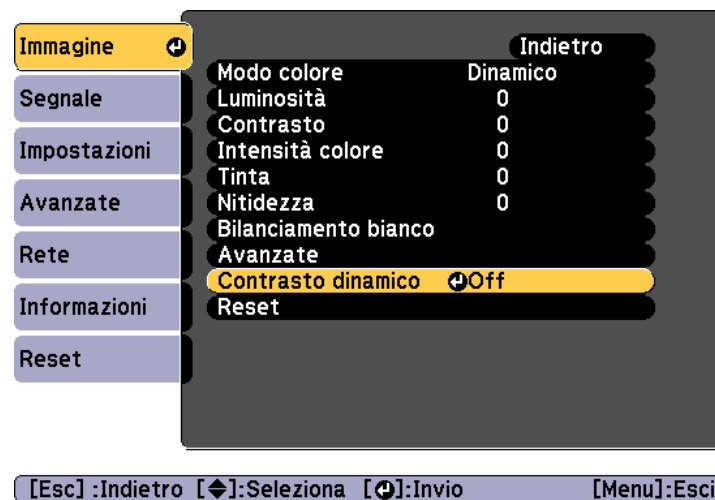 Immagine
Segnale
Impostazioni
Avanzate
Rete
Informazioni
Reset
Indietro
Modo colore Dinamico
Luminosità 0
Contrasto 0
Intensità colore 0
Tinta 0
Nitidezza 0
Bilanciamento bianco
Avanzate
Contrasto dinamico Off
Reset
[Esc] :Indietro [◆]:Seleziona [⏎]:Invio [Menu]:Esci